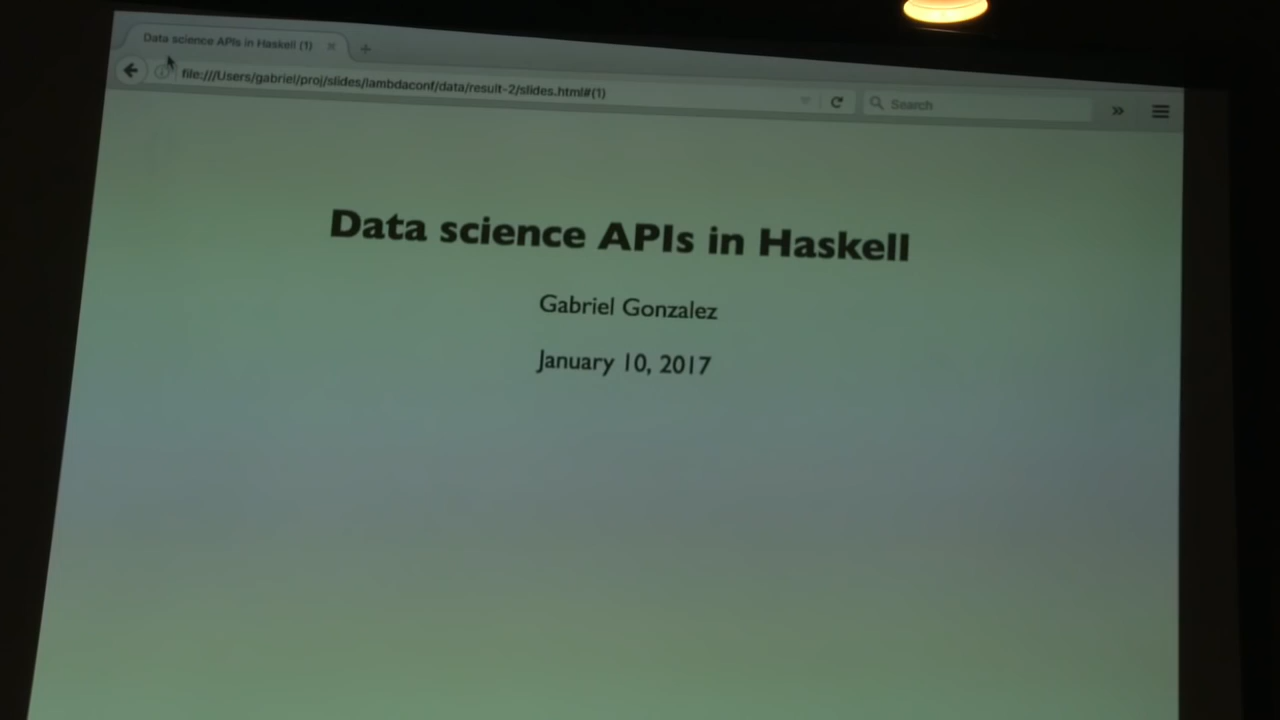 Data science APIs in Haskell (1)
file:///Users/gabriel/proj/slides/lambdaconf/data/result-2/slides.html#(1)
Search
Data science APIs in Haskell
Gabriel Gonzalez
January 10, 2017